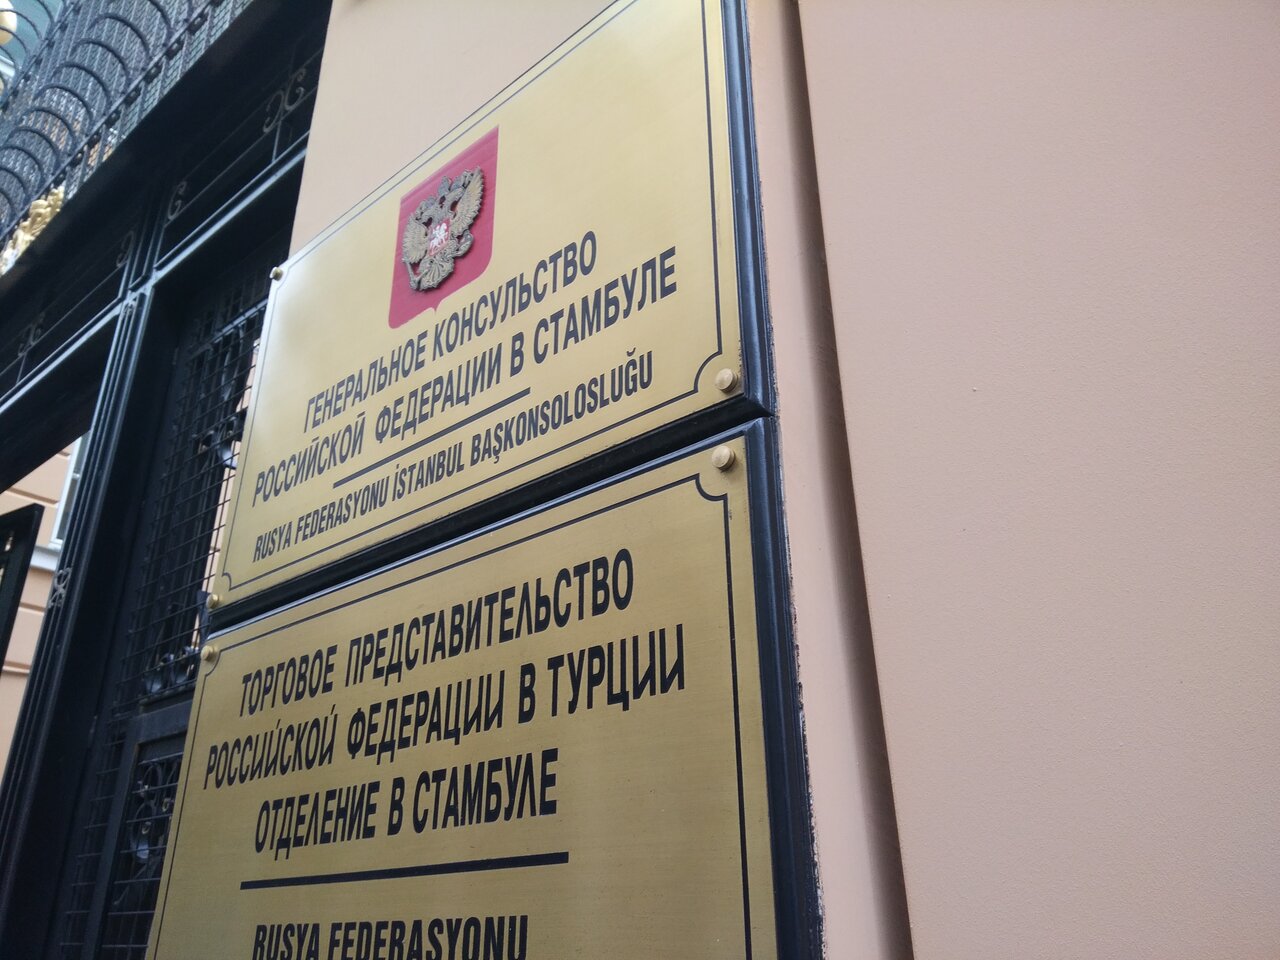 ГЕНЕРАЛЬНОЕ КОНСУЛЬСТВО
РОССИЙСКОЙ ФЕДЕРАЦИИ В СТАМБУЛЕ
RUSYA FEDERASYONU İSTANBUL BAŞKONSOLOSLUĞU
ТОРГОВОЕ ПРЕДСТАВИТЕЛЬСТВО
РОССИЙСКОЙ ФЕДЕРАЦИИ В ТУРЦИИ
ОТДЕЛЕНИЕ В СТАМБУЛЕ
RUSYA FEDERASYONU